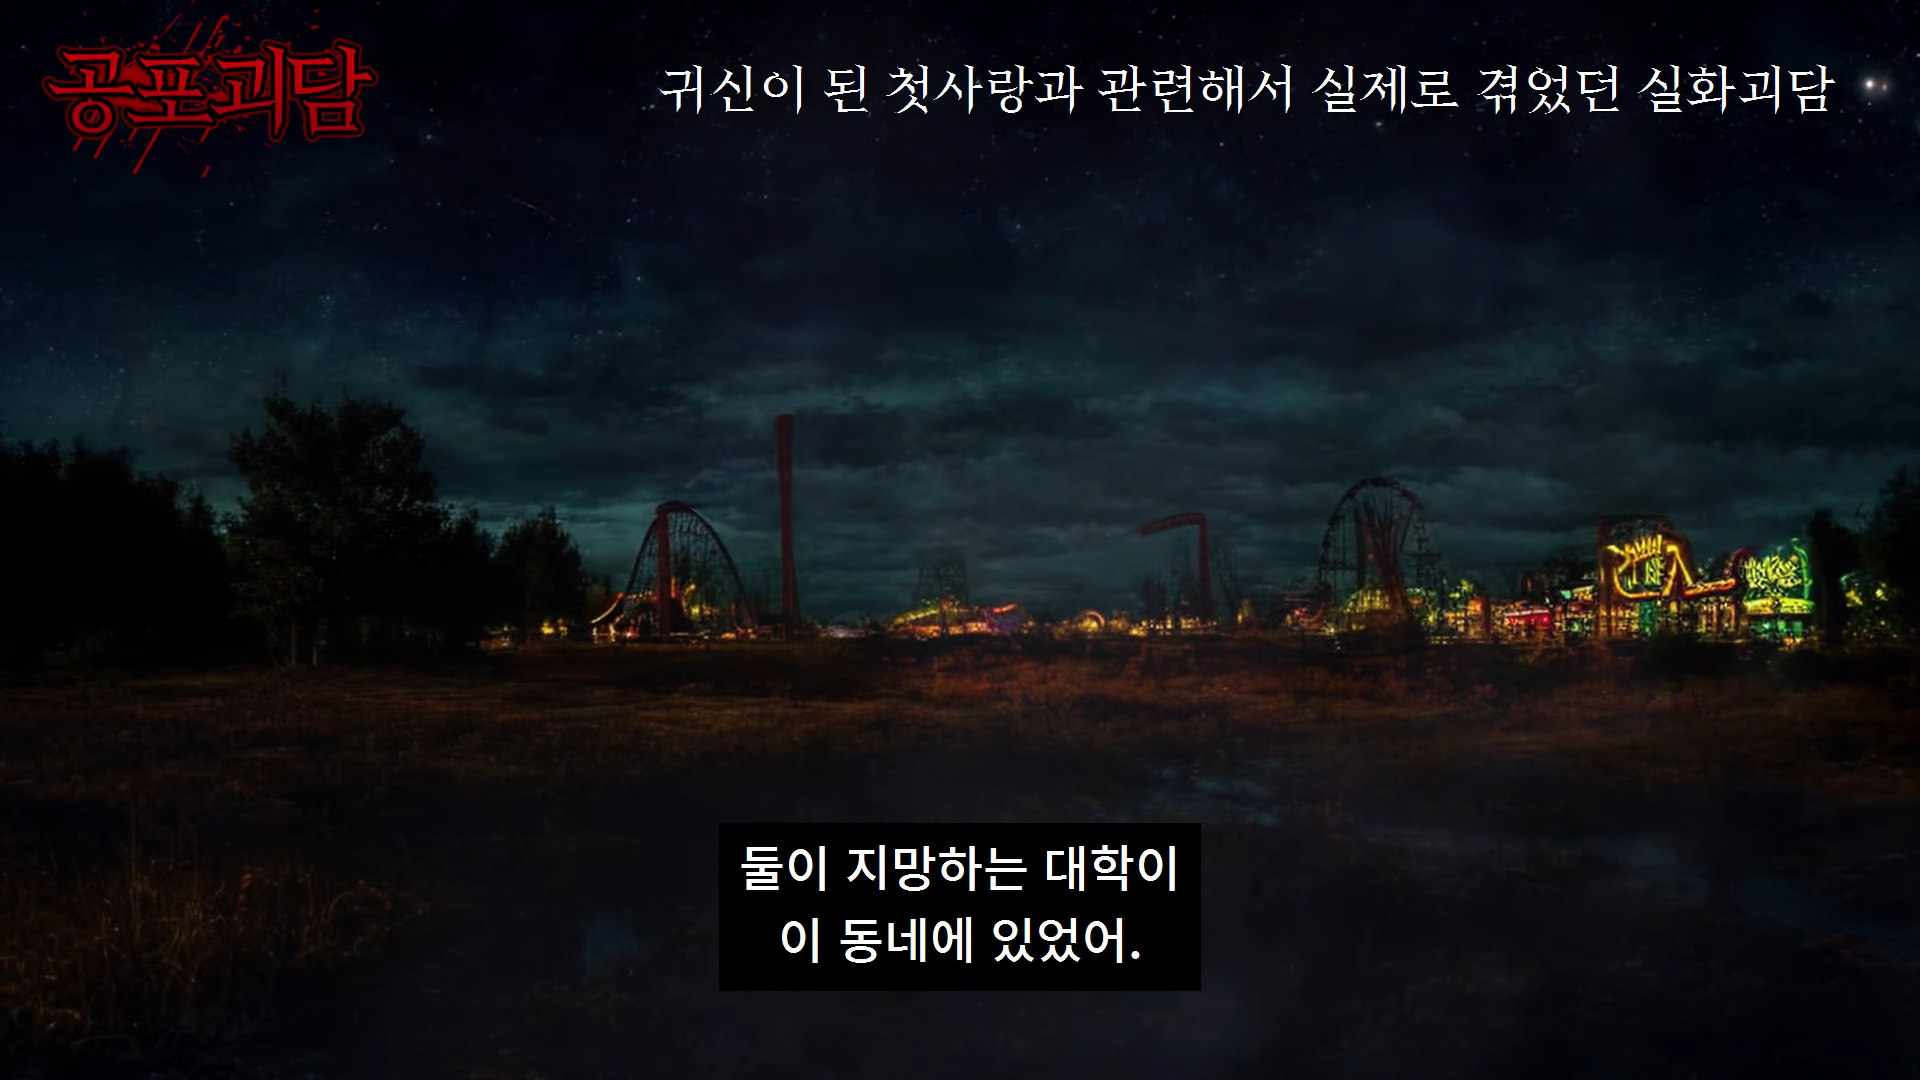 공포괴담
귀신이 된 첫사랑과 관련해서 실제로 겪었던 실화괴담
둘이 지망하는 대학이
이 동네에 있었어.